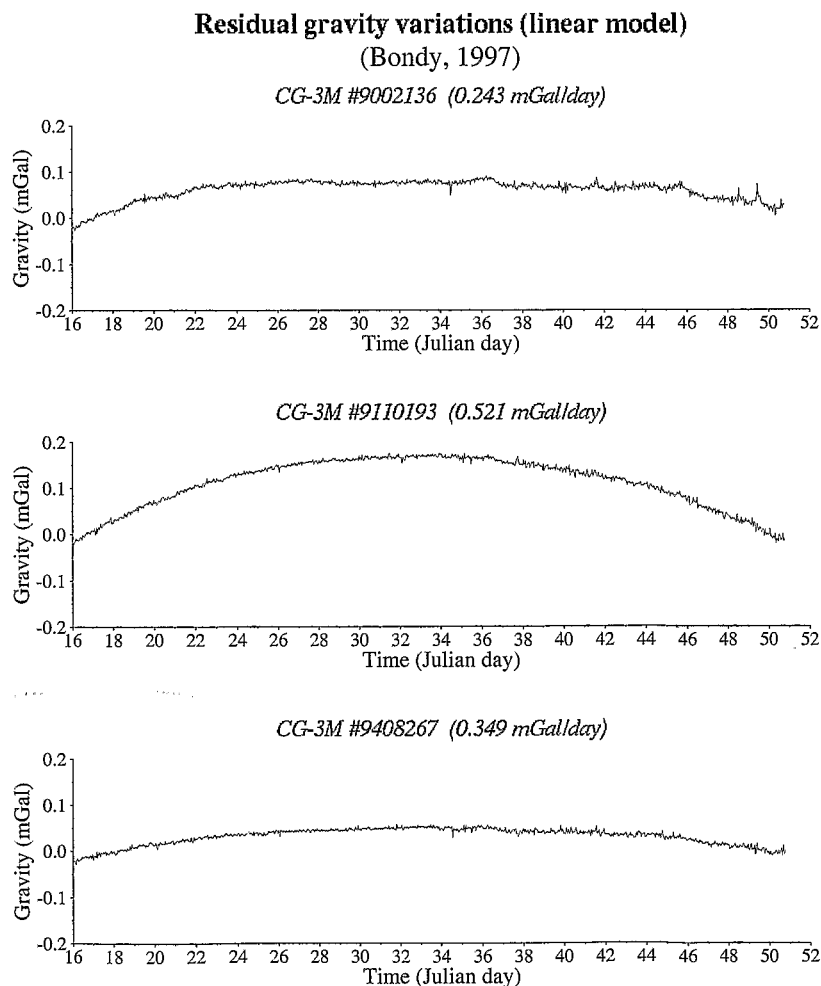 Residual gravity variations (linear model)
(Bondy, 1997)
CG-3M #9002136 (0.243 mGal/day)
0.2
0.1
0.0
-0.1
-0.2
Gravity (mGal)
16 18 20 22 24 26 28 30 32 34 36 38 40 42 44 46 48 50 52
Time (Julian day)
CG-3M #9110193 (0.521 mGal/day)
0.2
0.1
0.0
-0.1
-0.2
Gravity (mGal)
16 18 20 22 24 26 28 30 32 34 36 38 40 42 44 46 48 50 52
Time (Julian day)
CG-3M #9408267 (0.349 mGal/day)
0.2
0.1
0.0
-0.1
-0.2
Gravity (mGal)
16 18 20 22 24 26 28 30 32 34 36 38 40 42 44 46 48 50 52
Time (Julian day)